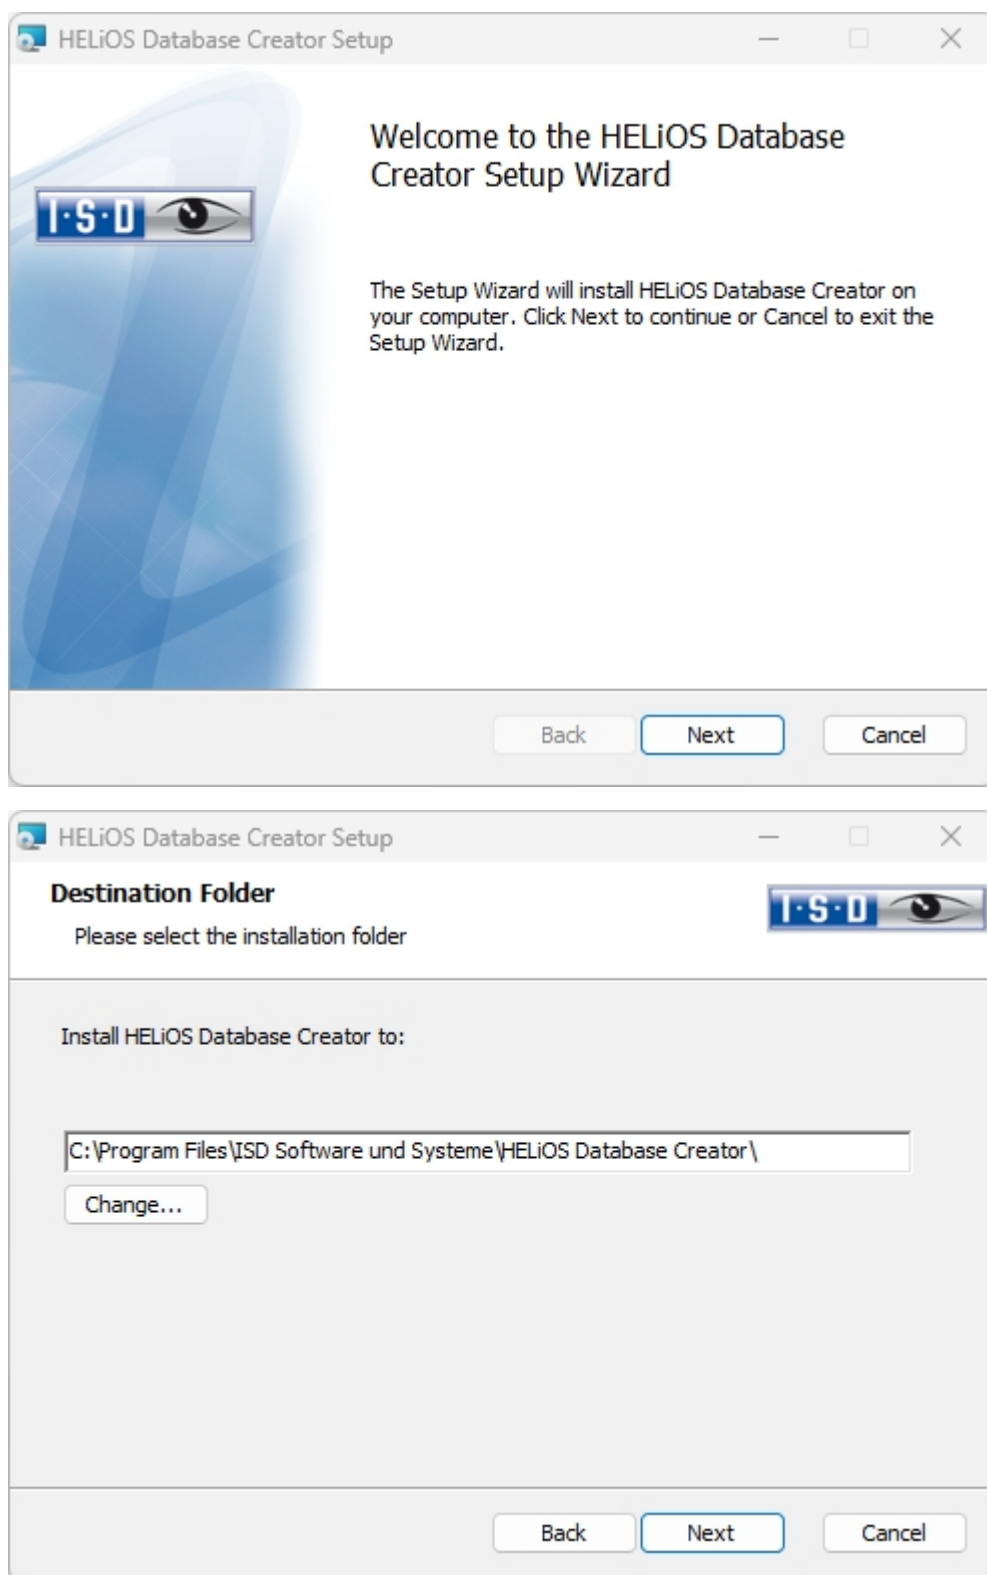 HELiOS Database Creator Setup
Welcome to the HELiOS Database
Creator Setup Wizard
I·S·D
The Setup Wizard will install HELiOS Database Creator on
your computer. Click Next to continue or Cancel to exit the
Setup Wizard.
Back Next Cancel
HELiOS Database Creator Setup
Destination Folder
I·S·D
Please select the installation folder
Install HELiOS Database Creator to:
C:\Program Files\ISD Software und Systeme\HELiOS Database Creator\
Change...
Back Next Cancel